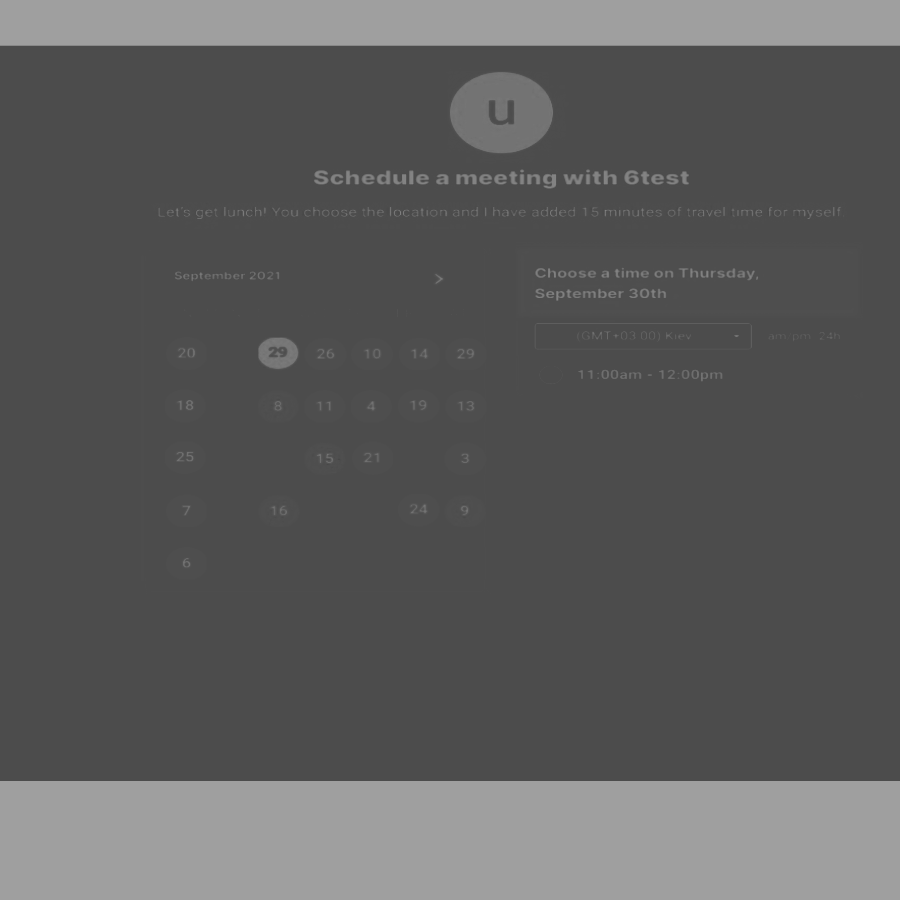 u
Schedule a meeting with 6test
Let's get lunch! You choose the location and I have added 15 minutes of travel time for myself
September 2021 >
Choose a time on Thursday,
September 30th
(GMT+03:00) Kiev
am pm 24h
20 29 26 10 14 29
11:00am - 12:00pm
18 8 11 4 19 13
25 15 21 3
7 16 24 9
6